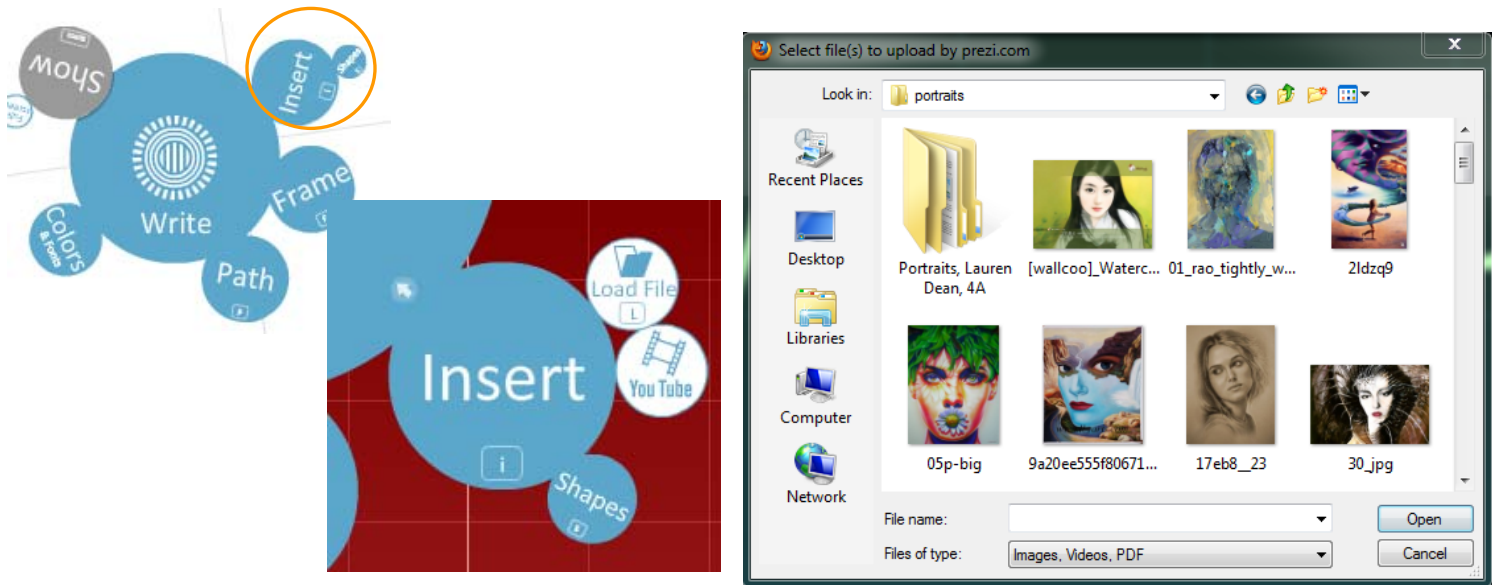 Show
Insert
Shapes
Write
Frame
Colors
& Fonts
Path
P
Load File
L
Insert
You Tube
i
Shapes
S
Select file(s) to upload by prezi.com
Look in:
portraits
Recent Places
Desktop
Libraries
Computer
Network
Portraits, Lauren
Dean, 4A
[wallcoo]_Waterc...
01_rao_tightly_w...
2ldzq9
05p-big
9a20ee555f80671...
17eb8__23
30_jpg
File name:
Open
Files of type:
Images, Videos, PDF
Cancel